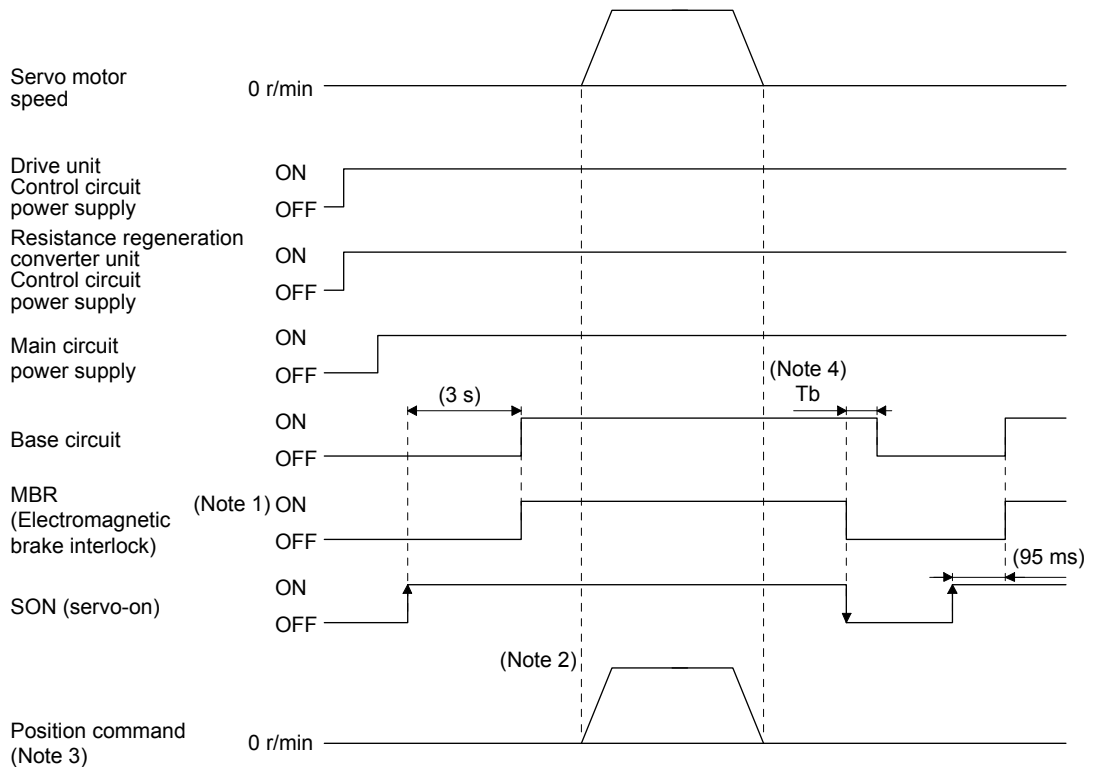 Servo motor
speed
0 r/min
Drive unit
Control circuit
power supply
ON
OFF
Resistance regeneration
converter unit
Control circuit
power supply
ON
OFF
Main circuit
power supply
ON
OFF
(3 s)
(Note 4)
Tb
Base circuit
ON
OFF
MBR
(Electromagnetic
brake interlock)
(Note 1) ON
OFF
(95 ms)
SON (servo-on)
ON
OFF
(Note 2)
Position command
(Note 3)
0 r/min